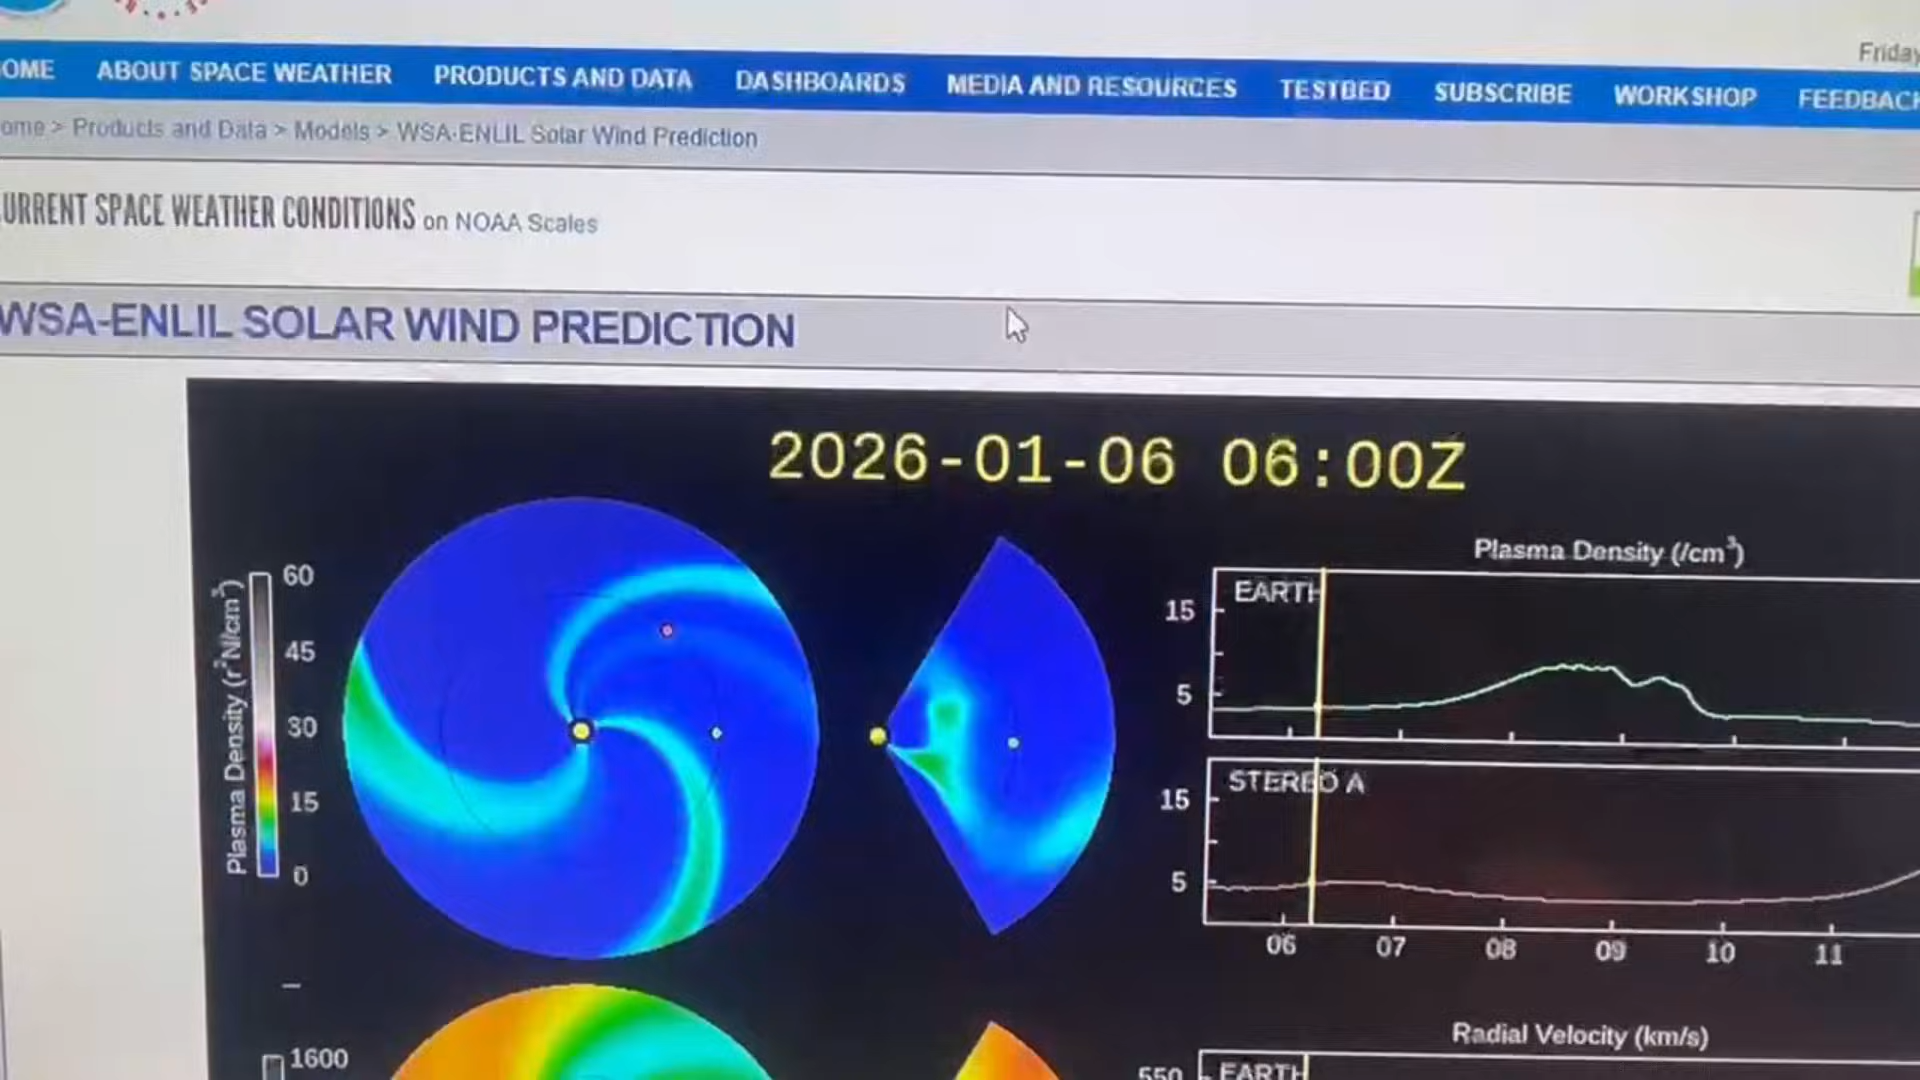 OME ABOUT SPACE WEATHER PRODUCTS AND DATA DASHBOARDS MEDIA AND RESOURCES TESTBED SUBSCRIBE WORKSHOP FEEDBACK
Friday
ome > Products and Data > Models > WSA-ENLIL Solar Wind Prediction
URRENT SPACE WEATHER CONDITIONS on NOAA Scales
WSA-ENLIL SOLAR WIND PREDICTION
2026-01-06 06:00Z
Plasma Density (r²N/cm³)
60
45
30
15
0
Plasma Density (/cm³)
EARTH
15
5
STEREO A
15
5
06 07 08 09 10 11
1600
Radial Velocity (km/s)
550
EARTH